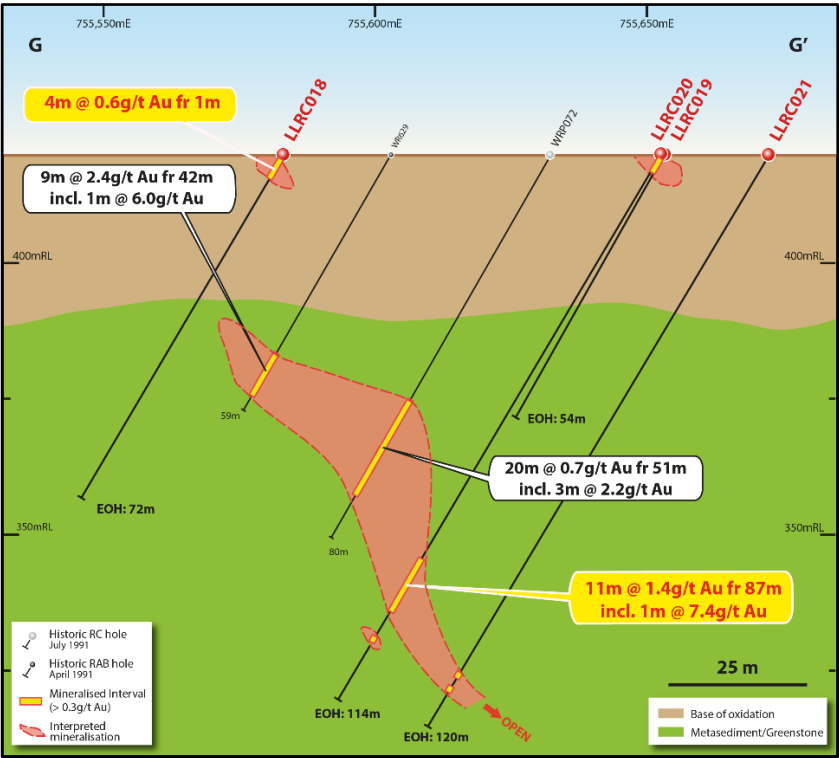 755,550mE
755,600mE
755,650mE
G
G’
4m @ 0.6g/t Au fr 1m
LLRC018
WR629
WRP072
LLRC020
LLRC019
LLRC021
9m @ 2.4g/t Au fr 42m
incl. 1m @ 6.0g/t Au
400mRL
400mRL
59m
EOH: 54m
20m @ 0.7g/t Au fr 51m
incl. 3m @ 2.2g/t Au
EOH: 72m
350mRL
350mRL
80m
11m @ 1.4g/t Au fr 87m
incl. 1m @ 7.4g/t Au
Historic RC hole
July 1991
Historic RAB hole
April 1991
Mineralised Interval
(> 0.3g/t Au)
Interpreted
mineralisation
EOH: 114m
EOH: 120m
OPEN
25 m
Base of oxidation
Metasediment/Greenstone